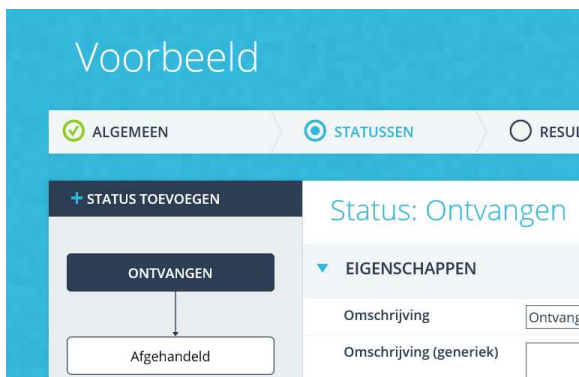 Voorbeeld
ALGEMEEN
STATUSSEN
+ STATUS TOEVOEGEN
ONTVANGEN
Afgehandeld
Status: Ontvangen
EIGENSCHAPPEN
Omschrijving
Omschrijving (generiek)